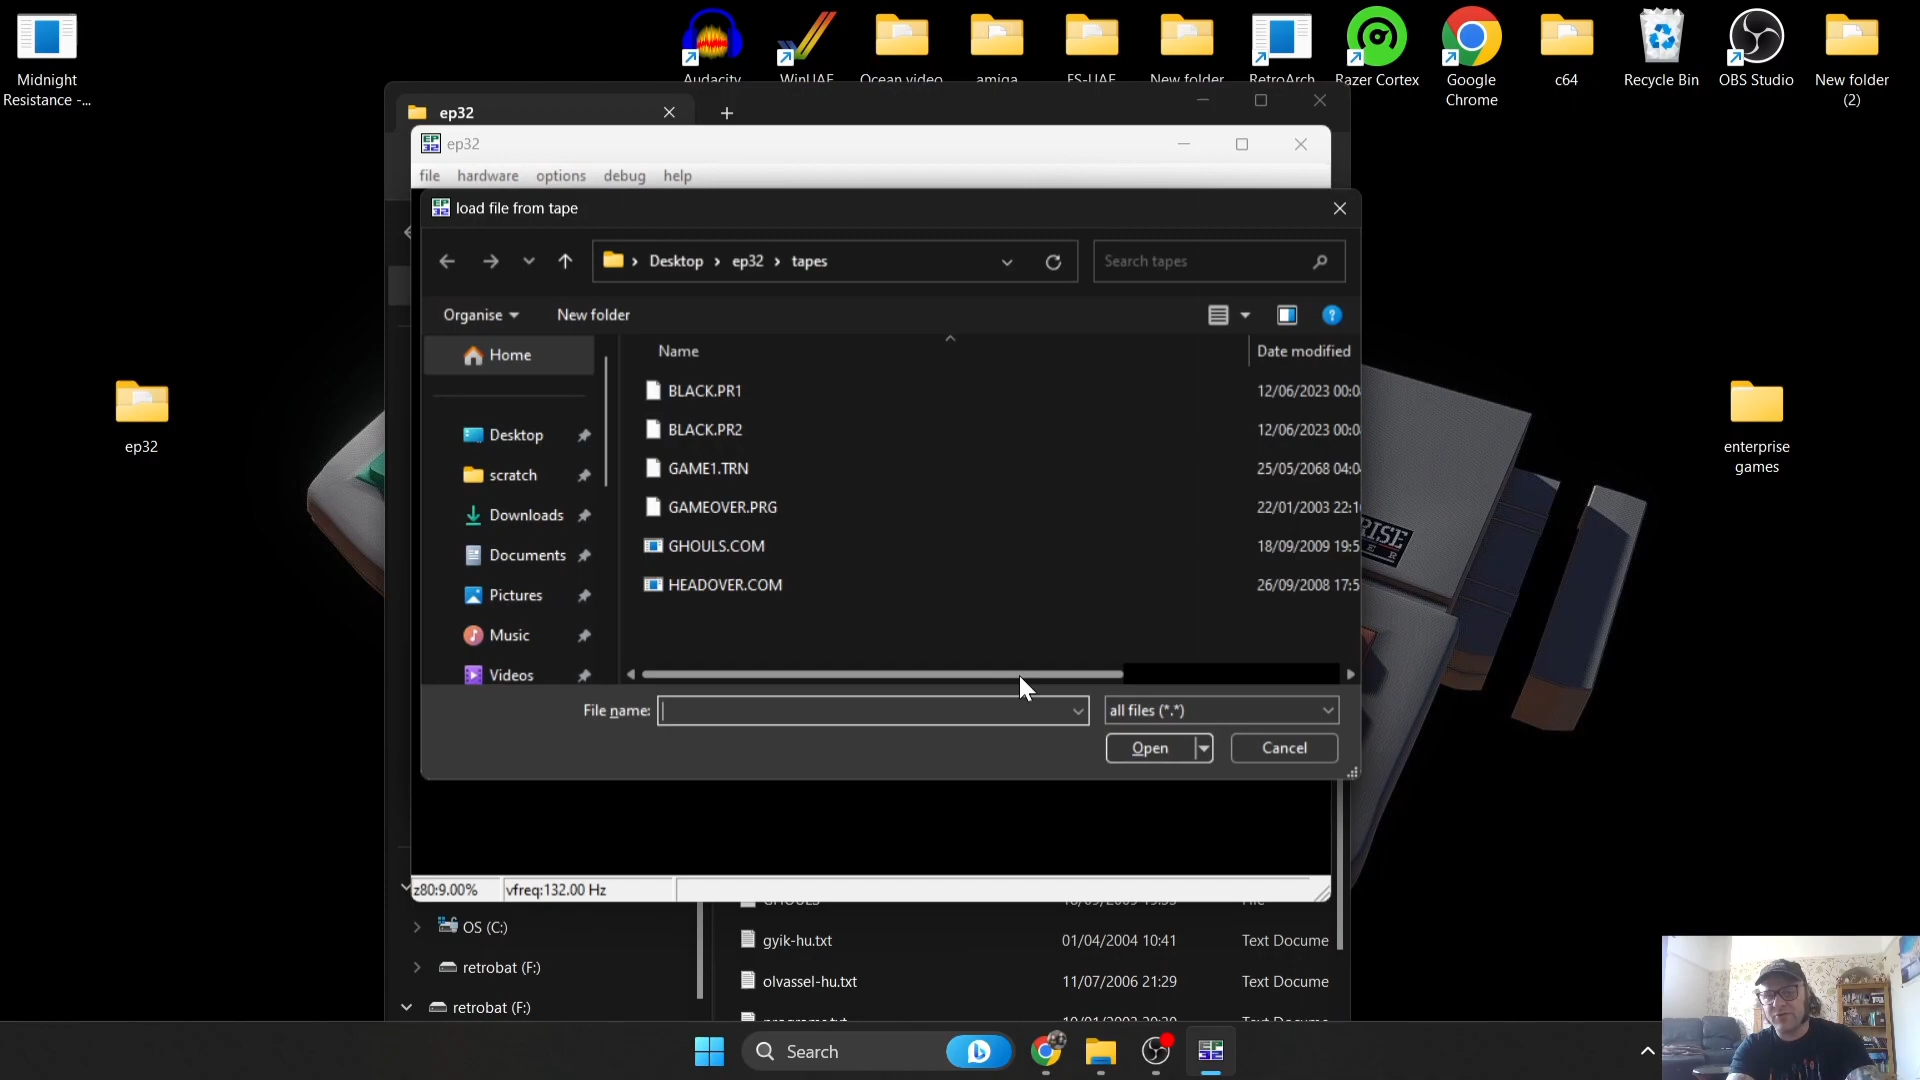 Midnight
Resistance -...
Audacity
WinUAE
Ocean video
amiga
FS-UAE
New folder
RetroArch
Razer Cortex
Google
Chrome
c64
Recycle Bin
OBS Studio
New folder
(2)
ep32
ep32
file hardware options debug help
load file from tape
Desktop > ep32 > tapes
Search tapes
Organise
New folder
Name
Date modified
Home
BLACK.PR1 12/06/2023 00:0
BLACK.PR2 12/06/2023 00:0
GAME1.TRN 25/05/2068 04:0
GAMEOVER.PRG 22/01/2003 22:1
GHOULS.COM 18/09/2009 19:5
HEADOVER.COM 26/09/2008 17:5
Desktop
scratch
Downloads
Documents
Pictures
Music
Videos
File name:
all files (*.*)
Open
Cancel
ep32
enterprise
games
z80:9.00%
vfreq:132.00 Hz
OS (C:)
retrobat (F:)
retrobat (F:)
gyik-hu.txt 01/04/2004 10:41 Text Docume
olvassel-hu.txt 11/07/2006 21:29 Text Docume
Search